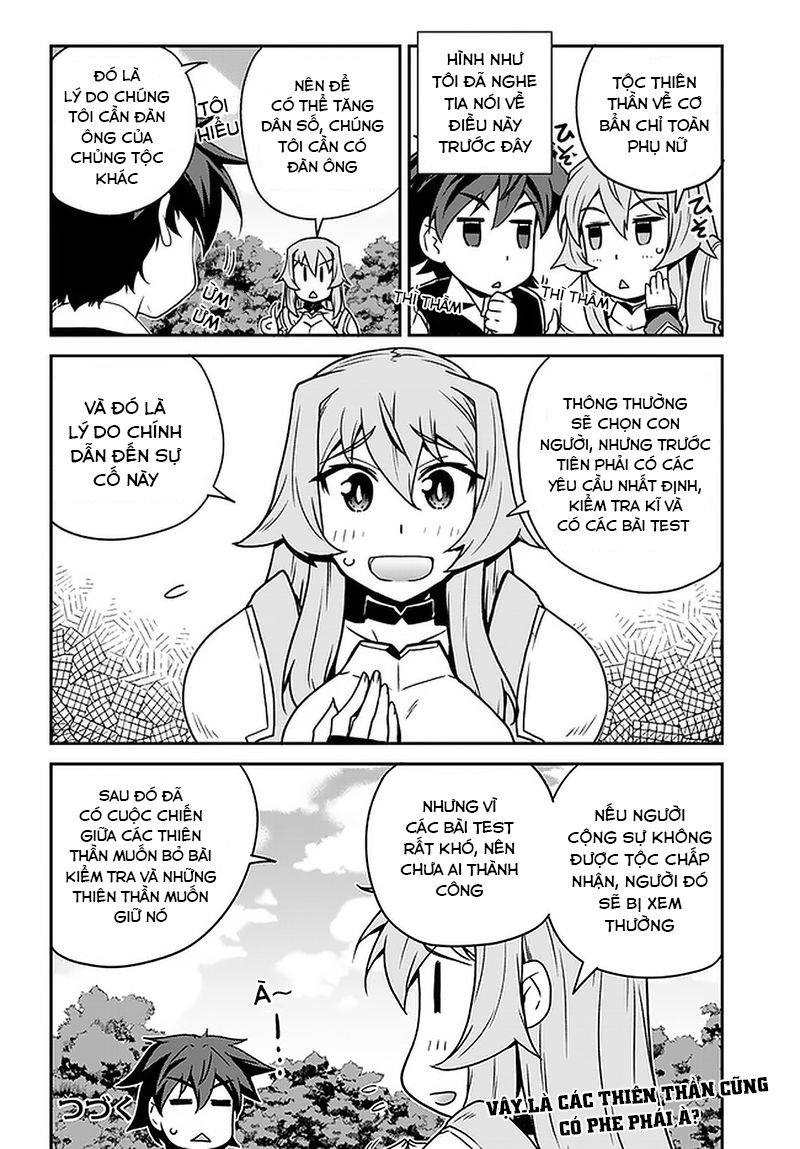 TỘC THIÊN
THẦN VỀ CƠ
BẨN CHỈ TOÀN
PHỤ NỮ
HÌNH NHƯ
TÔI ĐÃ NGHE
TIA NÓI VỀ
ĐIỀU NÀY
TRƯỚC ĐÂY
ひそ
ひそ
THÌ THẦM
THÌ THẦM
NÊN ĐỂ
CÓ THỂ TĂNG
DÂN SỐ, CHÚNG
TÔI CẦN CÓ
ĐÀN ÔNG
TÔI
HIỂU
ĐÓ LÀ
LÝ DO CHÚNG
TÔI CẦN ĐÀN
ÔNG CỦA
CHỦNG TỘC
KHÁC
ỪM
ỪM
THÔNG THƯỞNG
SẼ CHỌN CON
NGƯỜI, NHƯNG TRƯỚC
TIÊN PHẢI CÓ CÁC
YÊU CẦU NHẤT ĐỊNH,
KIỂM TRA KĨ VÀ
CÓ CÁC BÀI TEST
VÀ ĐÓ LÀ
LÝ DO CHÍNH
DẪN ĐẾN SỰ
CỐ NÀY
NẾU NGƯỜI
CỘNG SỰ KHÔNG
ĐƯỢC TỘC CHẤP
NHẬN, NGƯỜI ĐÓ
SẼ BỊ XEM
THƯỜNG
NHƯNG VÌ
CÁC BÀI TEST
RẤT KHÓ, NÊN
CHƯA AI THÀNH
CÔNG
SAU ĐÓ ĐÃ
CÓ CUỘC CHIẾN
GIỮA CÁC THIÊN
THẦN MUỐN BỎ BÀI
KIỂM TRA VÀ NHỮNG
THIÊN THẦN MUỐN
GIỮ NÓ
À~
つづく
VẬY LÀ CÁC THIÊN THẦN CŨNG
CÓ PHE PHÁI À?